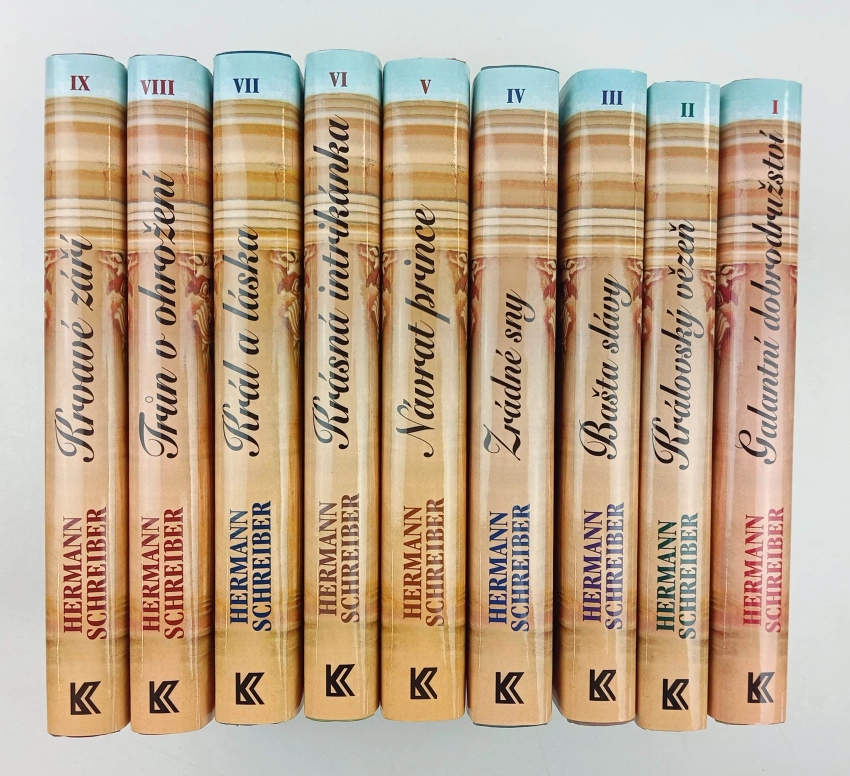 IX
Krvavé září
HERMANN
SCHREIBER
K
VIII
Trůn v ohrožení
HERMANN
SCHREIBER
K
VII
Král a láska
HERMANN
SCHREIBER
K
VI
Krásná intrikánka
HERMANN
SCHREIBER
K
V
Návrat prince
HERMANN
SCHREIBER
K
IV
Zrádné sny
HERMANN
SCHREIBER
K
III
Bašta slávy
HERMANN
SCHREIBER
K
II
Královský vězeň
HERMANN
SCHREIBER
K
I
Galantní dobrodružství
HERMANN
SCHREIBER
K